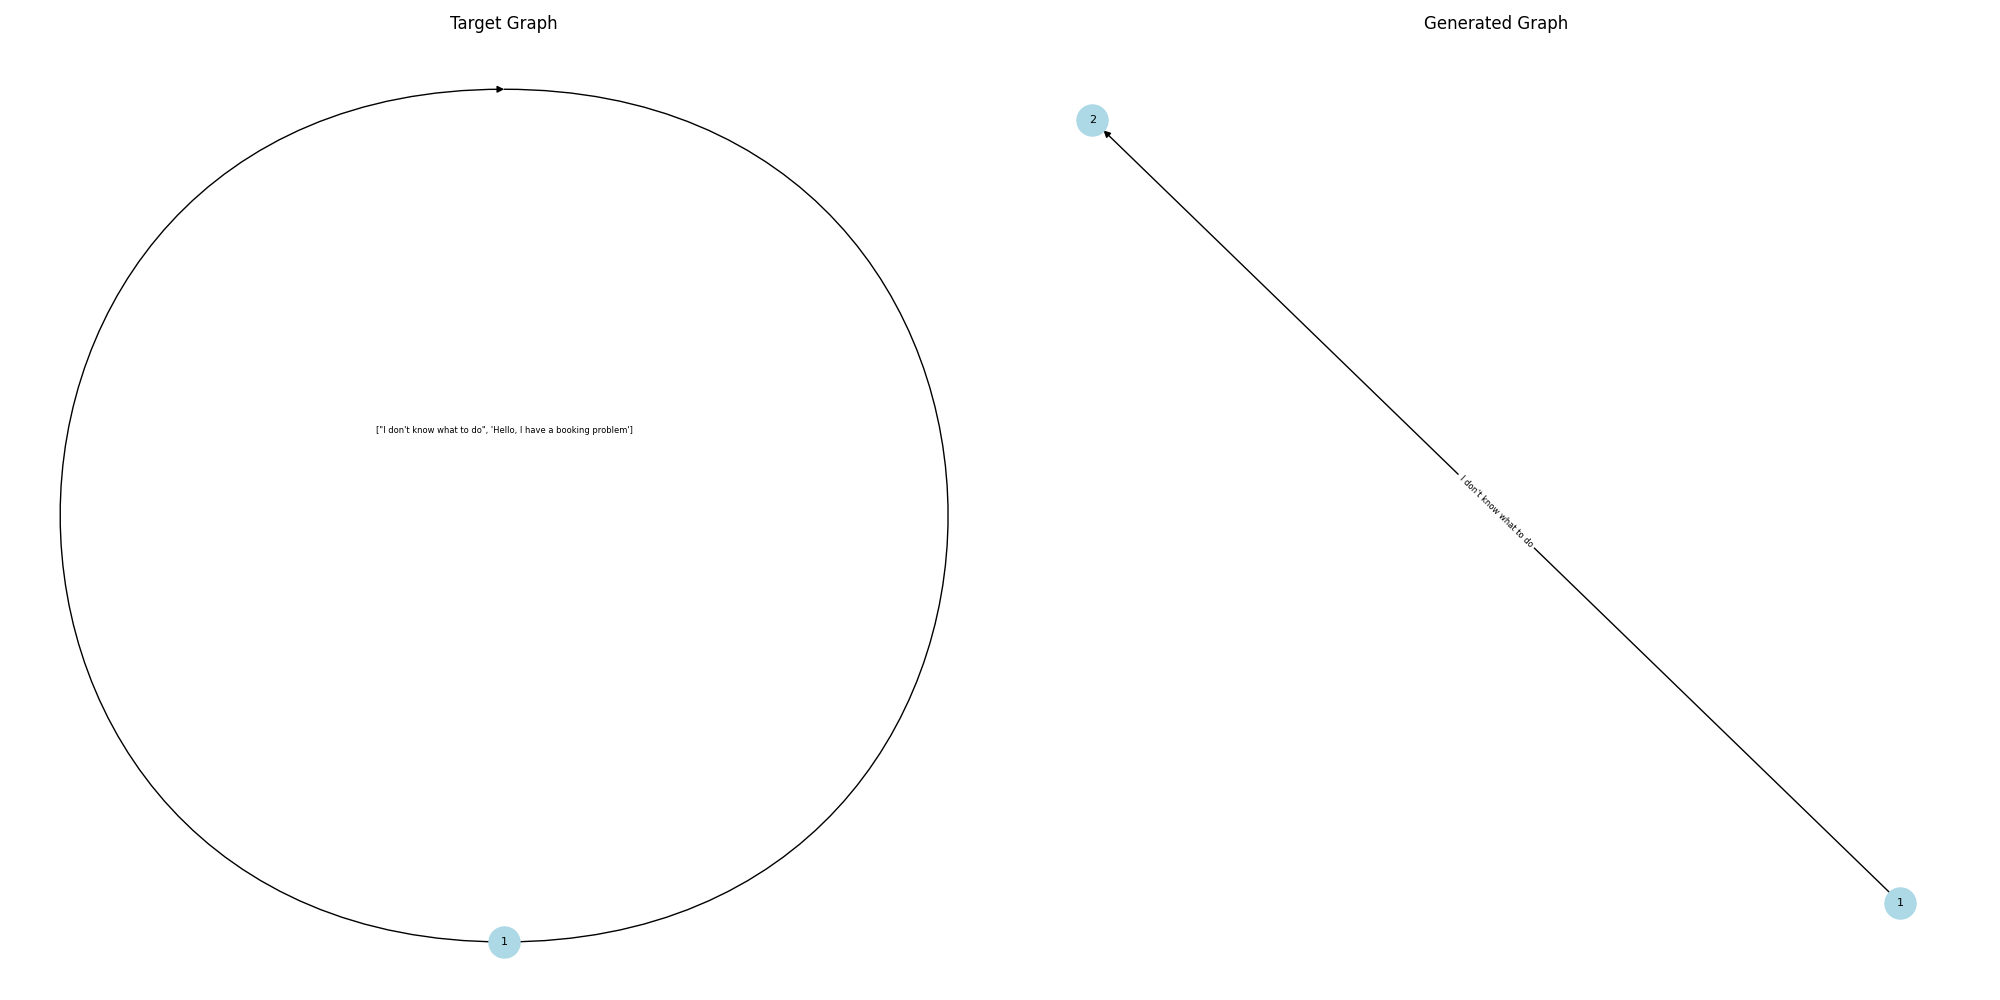 Target Graph
["I don't know what to do", 'Hello, I have a booking problem']
1
Generated Graph
2
I don't know what to do
1